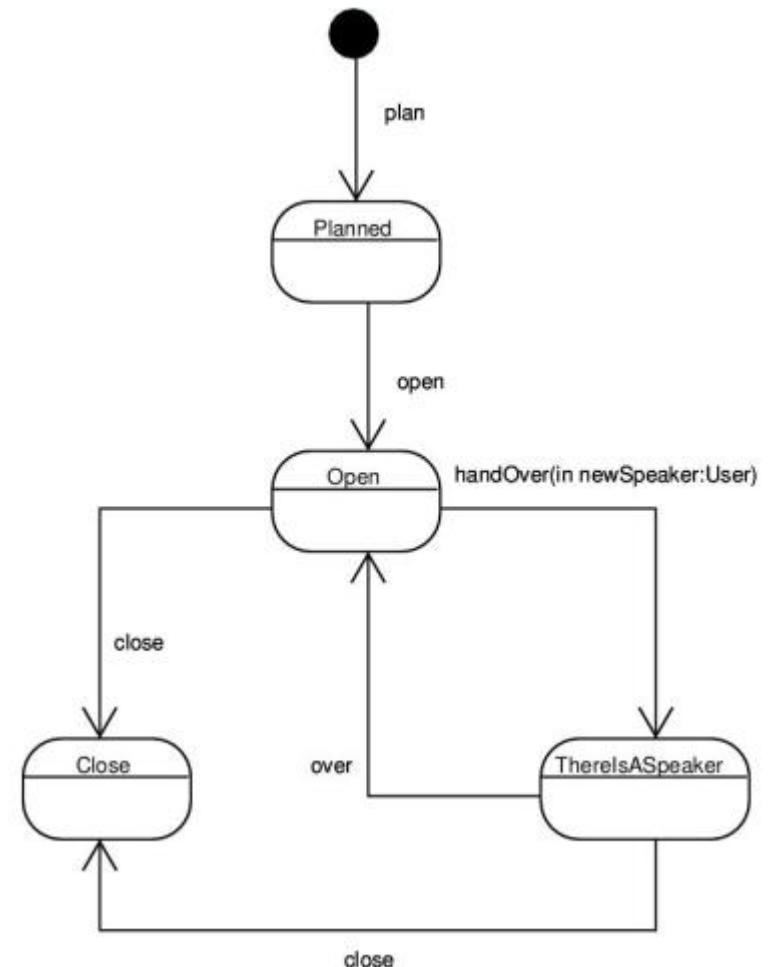 plan
Planned
open
Open
handOver(in newSpeaker:User)
close
Close
over
ThereIsASpeaker
close